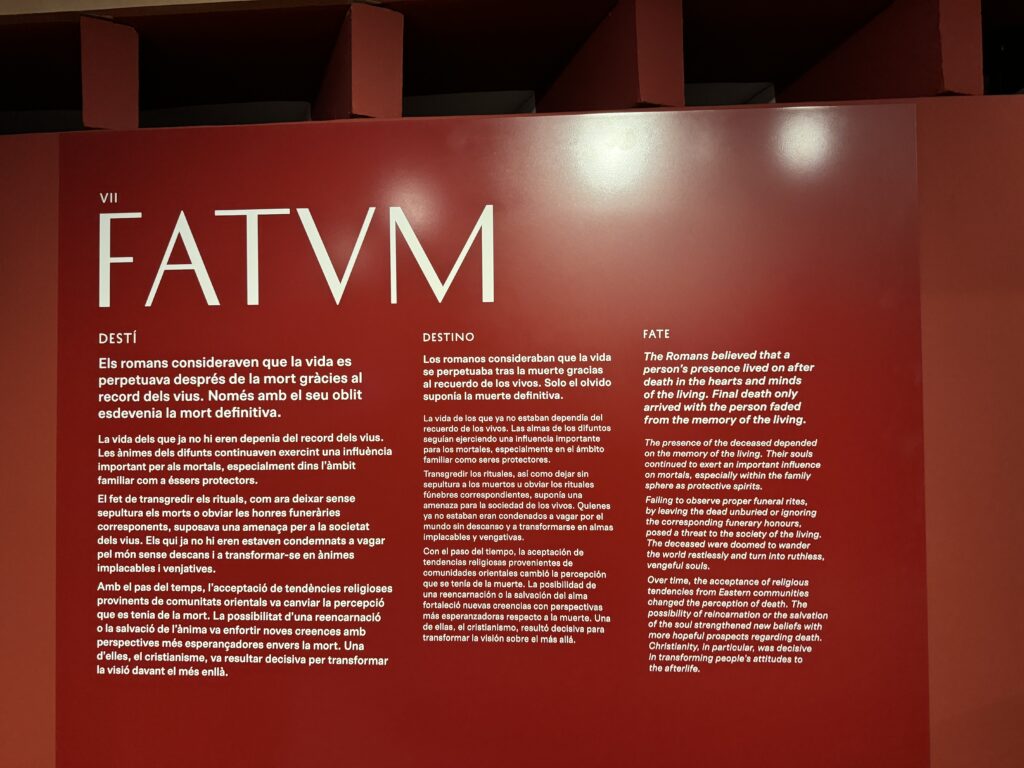 VII
FATVM
DESTÍ
Els romans consideraven que la vida es
perpetuava després de la mort gràcies al
record dels vius. Només amb el seu oblit
esdevenia la mort definitiva.
La vida dels que ja no hi eren depenia del record dels vius.
Les ànimes dels difunts continuaven exercint una influència
important per als mortals, especialment dins l'àmbit
familiar com a éssers protectors.
El fet de transgredir els rituals, com ara deixar sense
sepultura els morts o obviar les honres funeràries
corresponents, suposava una amenaça per a la societat
dels vius. Els qui ja no hi eren estaven condemnats a vagar
pel món sense descans i a transformar-se en ànimes
implacables i venjatives.
Amb el pas del temps, l'acceptació de tendències religioses
provinents de comunitats orientals va canviar la percepció
que es tenia de la mort. La possibilitat d'una reencarnació
o la salvació de l'ànima va enfortir noves creences amb
perspectives més esperançadores envers la mort. Una
d'elles, el cristianisme, va resultar decisiva per transformar
la visió davant el més enllà.
DESTINO
Los romanos consideraban que la vida
se perpetuaba tras la muerte gracias
al recuerdo de los vivos. Solo el olvido
suponía la muerte definitiva.
La vida de los que ya no estaban dependía del
recuerdo de los vivos. Las almas de los difuntos
seguían ejerciendo una influencia importante
para los mortales, especialmente en el ámbito
familiar como seres protectores.
Transgredir los rituales, así como dejar sin
sepultura a los muertos u obviar los rituales
fúnebres correspondientes, suponía una
amenaza para la sociedad de los vivos. Quienes
ya no estaban eran condenados a vagar por el
mundo sin descanso y a transformarse en almas
implacables y vengativas.
Con el paso del tiempo, la aceptación de
tendencias religiosas provenientes de
comunidades orientales cambió la percepción
que se tenía de la muerte. La posibilidad de
una reencarnación o la salvación del alma
fortaleció nuevas creencias con perspectivas
más esperanzadoras respecto a la muerte. Una
de ellas, el cristianismo, resultó decisiva para
transformar la visión sobre el más allá.
FATE
The Romans believed that a
person's presence lived on after
death in the hearts and minds
of the living. Final death only
arrived with the person faded
from the memory of the living.
The presence of the deceased depended
on the memory of the living. Their souls
continued to exert an important influence
on mortals, especially within the family
sphere as protective spirits.
Failing to observe proper funeral rites,
by leaving the dead unburied or ignoring
the corresponding funerary honours,
posed a threat to the society of the living.
The deceased were doomed to wander
the world restlessly and turn into ruthless,
vengeful souls.
Over time, the acceptance of religious
tendencies from Eastern communities
changed the perception of death. The
possibility of reincarnation or the salvation
of the soul strengthened new beliefs with
more hopeful prospects regarding death.
Christianity, in particular, was decisive
in transforming people's attitudes to
the afterlife.